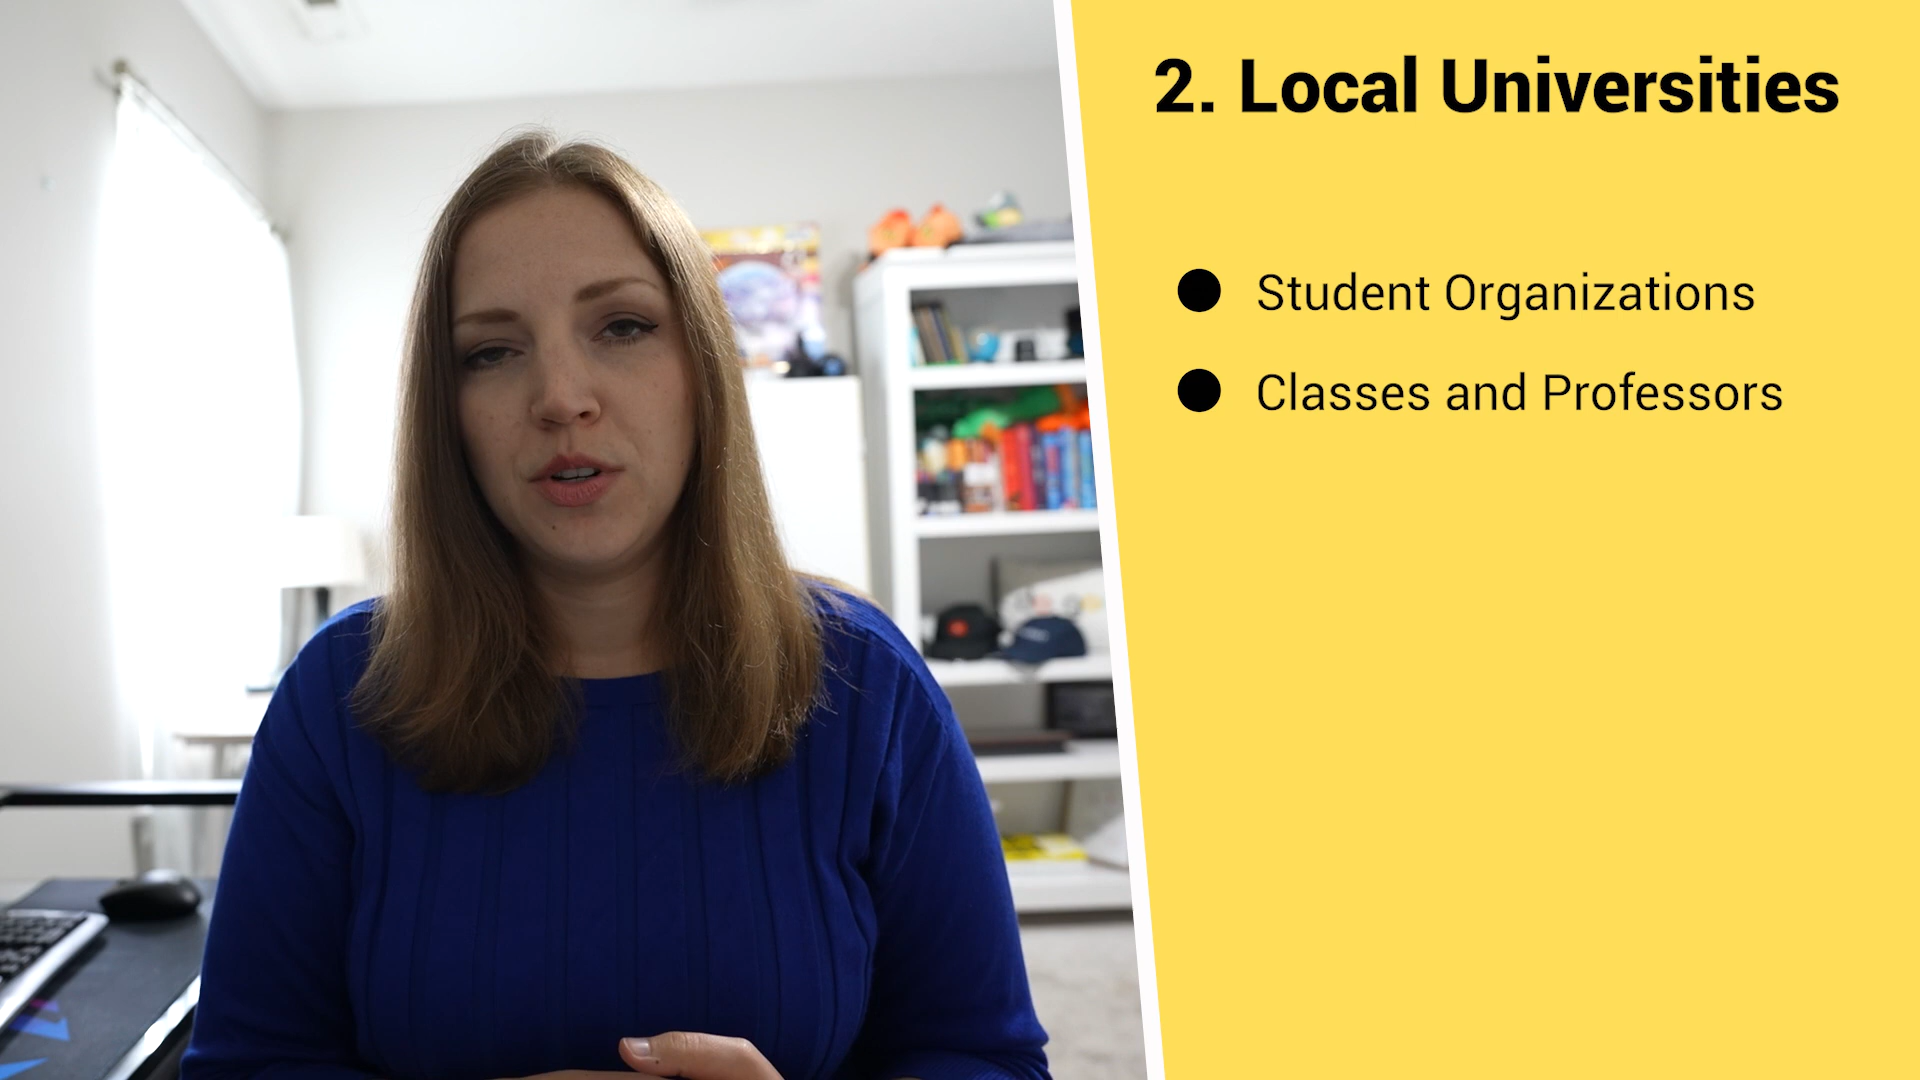 2. Local Universities
Student Organizations
Classes and Professors